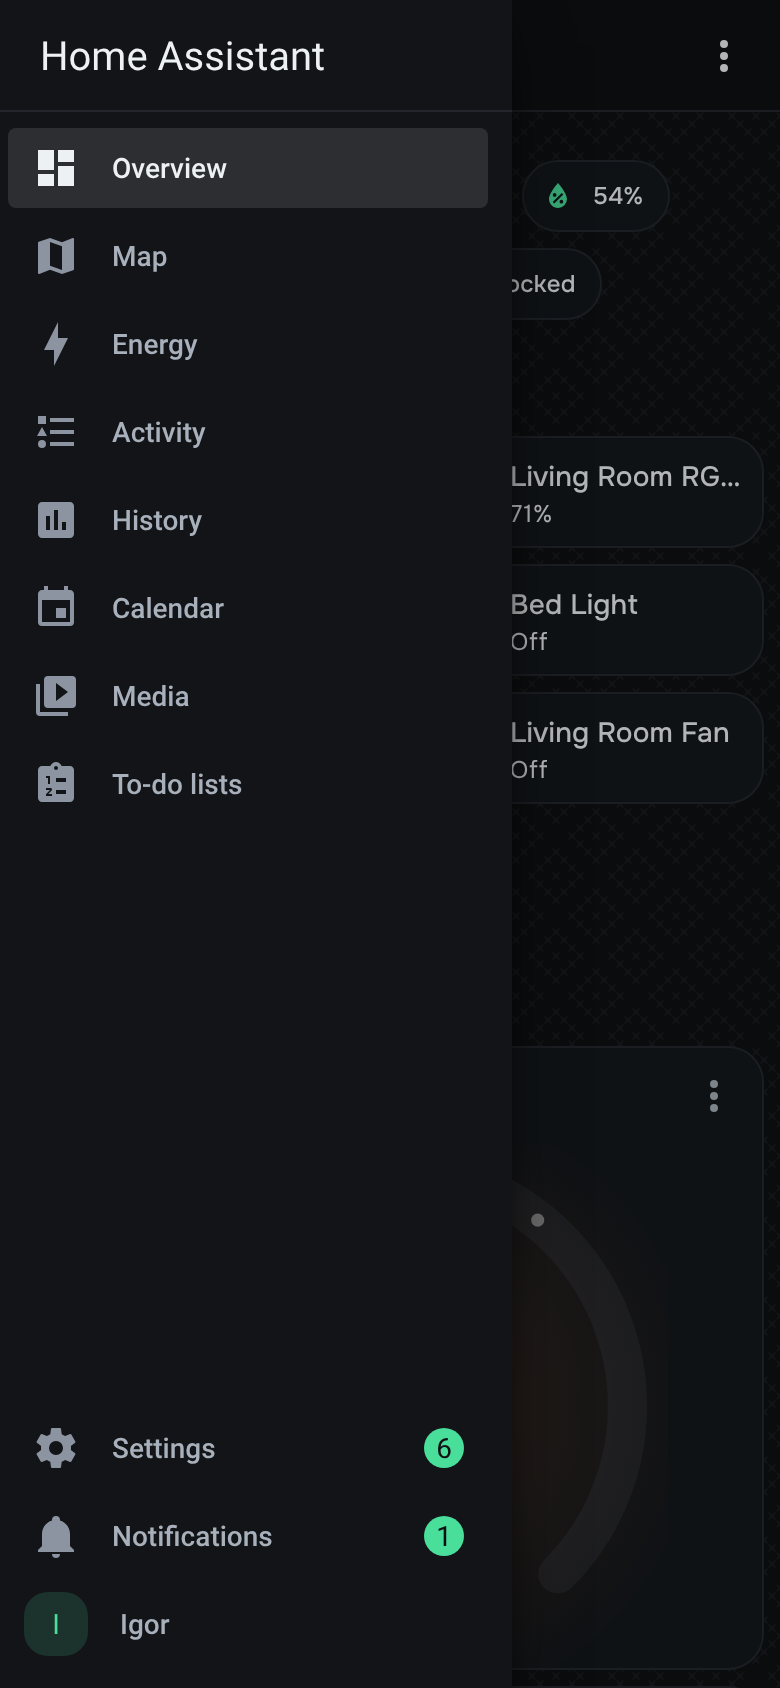 Home Assistant
Overview
54%
Map
ocked
Energy
Activity
Living Room RG...
71%
History
Calendar
Bed Light
Off
Media
Living Room Fan
Off
To-do lists
Settings
6
Notifications
1
I
Igor